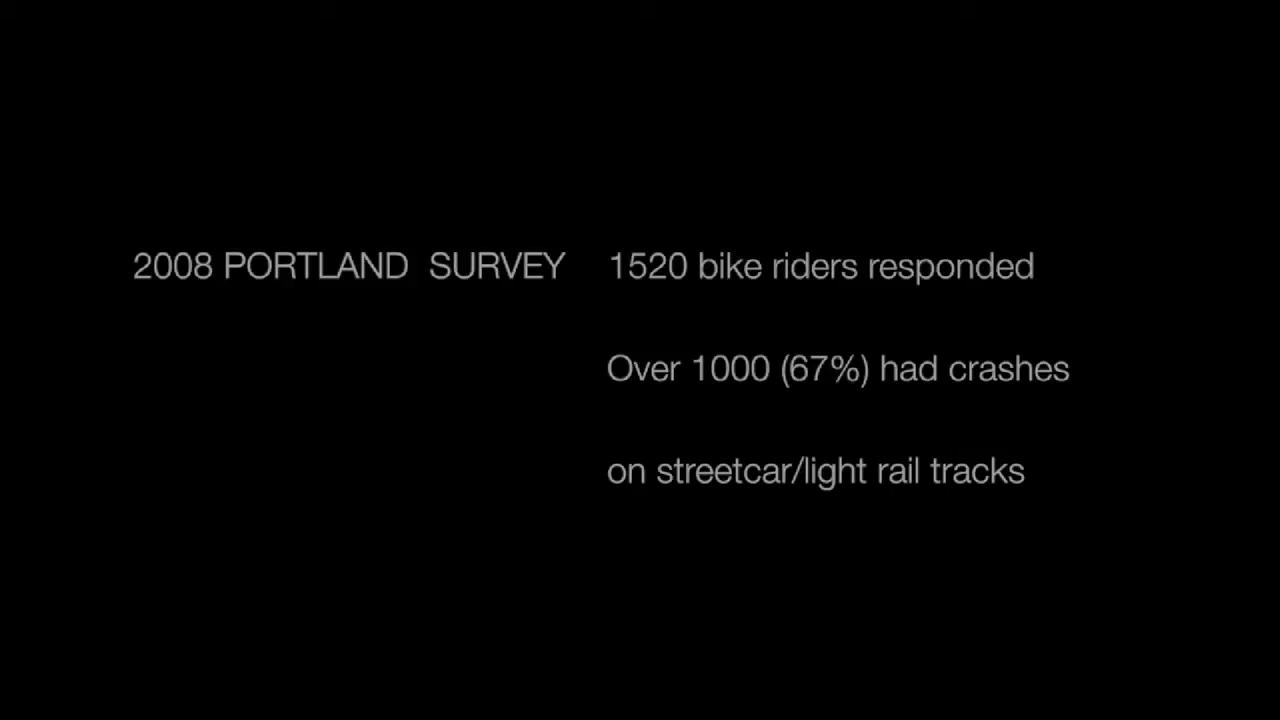 2008 PORTLAND SURVEY 1520 bike riders responded
Over 1000 (67%) had crashes
on streetcar/light rail tracks